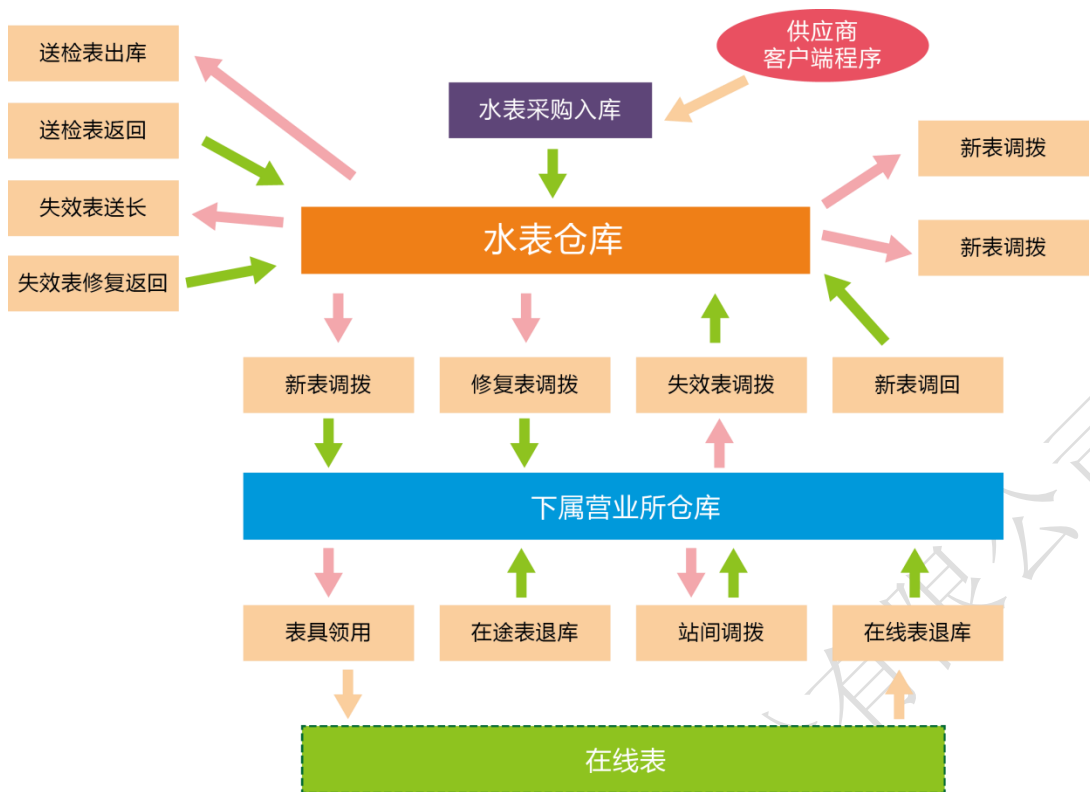 供应商
客户端程序
送检表出库
水表采购入库
送检表返回
新表调拨
失效表送长
水表仓库
新表调拨
失效表修复返回
新表调拨
修复表调拨
失效表调拨
新表调回
下属营业所仓库
表具领用
在途表退库
站间调拨
在线表退库
在线表
有限公司